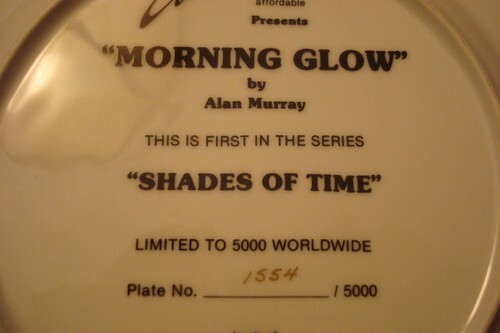 affordable
Presents
"MORNING GLOW"
by
Alan Murray
THIS IS FIRST IN THE SERIES
"SHADES OF TIME"
LIMITED TO 5000 WORLDWIDE
Plate No. 1554 / 5000